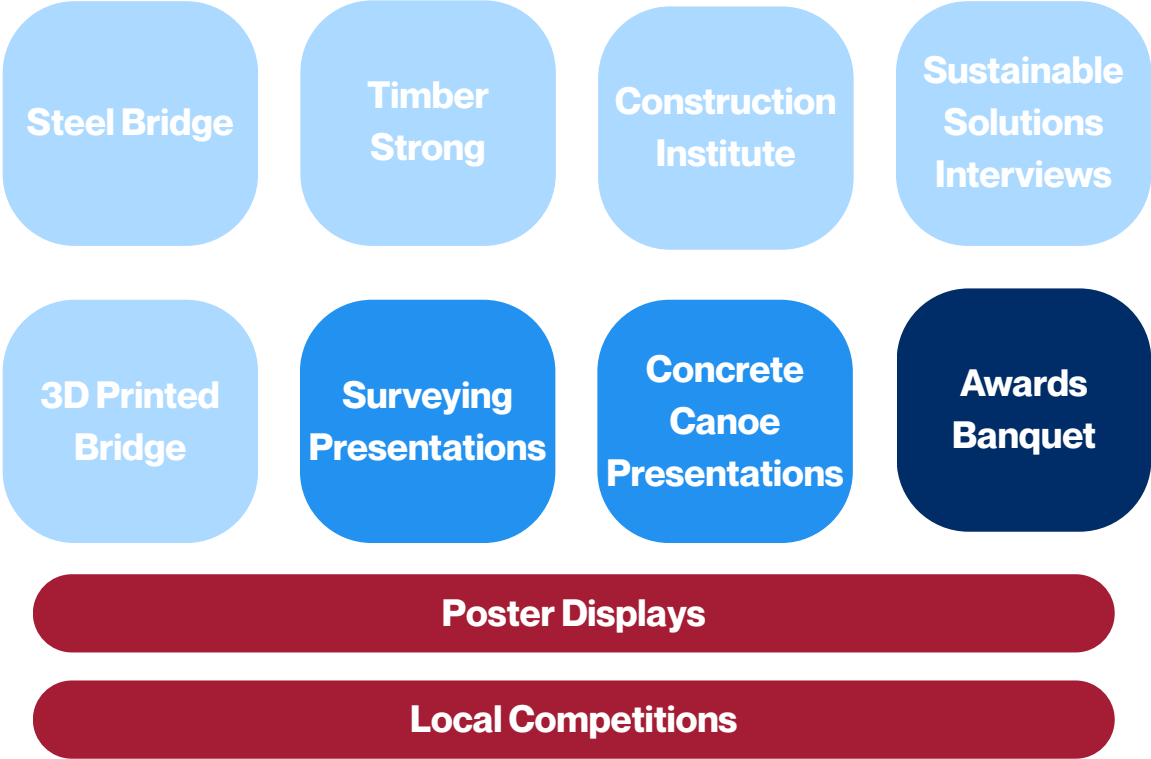 Steel Bridge
Timber
Strong
Construction
Institute
Sustainable
Solutions
Interviews
3D Printed
Bridge
Surveying
Presentations
Concrete
Canoe
Presentations
Awards
Banquet
Poster Displays
Local Competitions